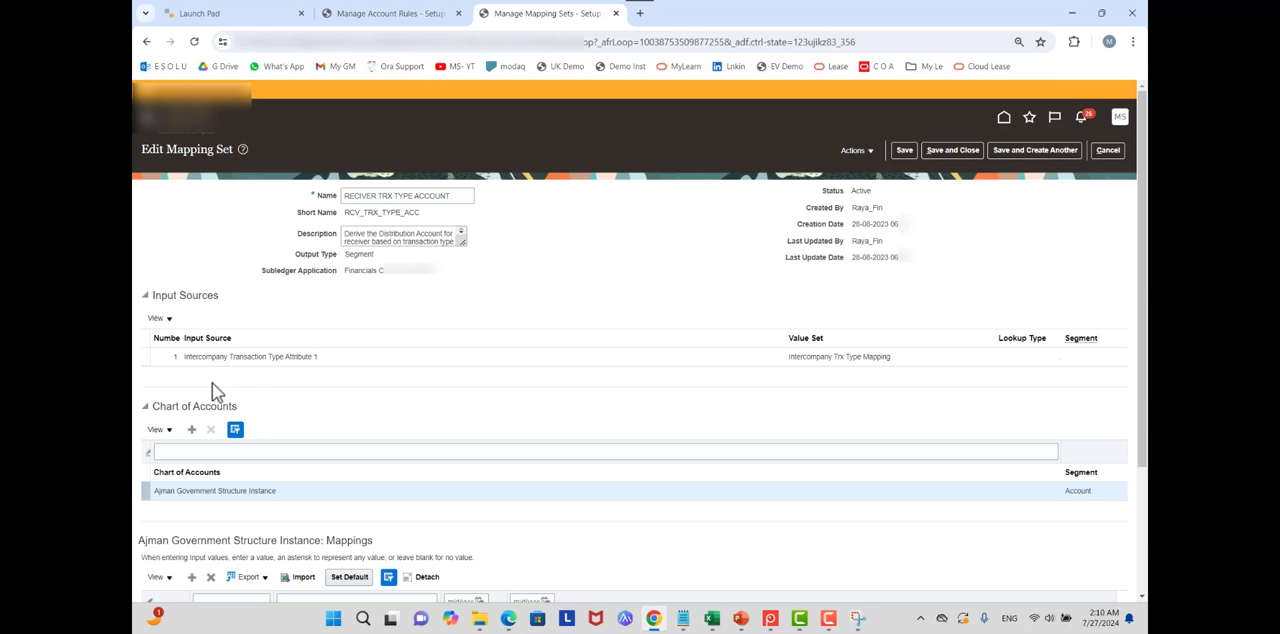 Launch Pad
Manage Account Rules - Setup
Manage Mapping Sets - Setup
op?_afrLoop=10038753509877255&_adf.ctrl-state=123ujikz83_356
M
E S O L U
G Drive
What's App
My GM
Ora Support
MS- YT
modaq
UK Demo
Demo Inst
MyLearn
Lnkin
EV Demo
Lease
C O A
My Le
Cloud Lease
26
MS
Edit Mapping Set
Actions
Save
Save and Close
Save and Create Another
Cancel
* Name RECIVER TRX TYPE ACCOUNT
Short Name RCV_TRX_TYPE_ACC
Description Derive the Distribution Account for
receiver based on transaction type
Output Type Segment
Subledger Application Financials C
Status Active
Created By Raya_Fin
Creation Date 28-08-2023 06
Last Updated By Raya_Fin
Last Update Date 28-08-2023 06
Input Sources
View
Numbe Input Source Value Set Lookup Type Segment
1 Intercompany Transaction Type Attribute 1 Intercompany Trx Type Mapping
Chart of Accounts
View
Chart of Accounts Segment
Ajman Government Structure Instance Account
Ajman Government Structure Instance: Mappings
When entering input values, enter a value, an asterisk to represent any value, or leave blank for no value.
View
Export
Import
Set Default
Detach
1
ENG
2:10 AM
7/27/2024